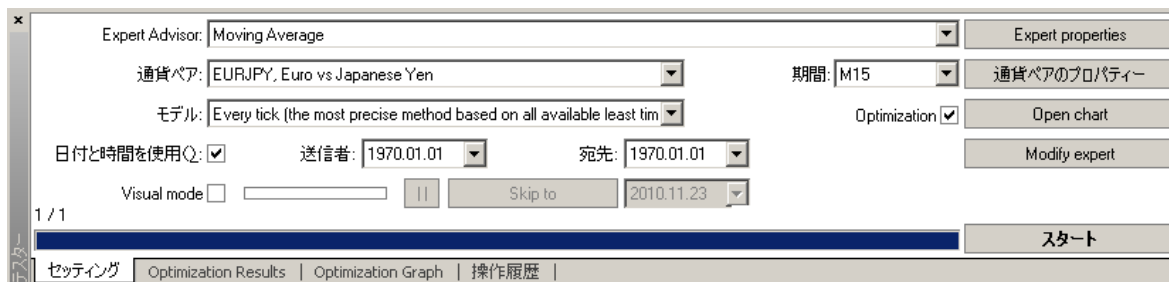 Expert Advisor: Moving Average Expert properties
通貨ペア: EURJPY, Euro vs Japanese Yen 期間: M15 通貨ペアのプロパティー
モデル: Every tick (the most precise method based on all available least tim Optimization Open chart
日付と時間を使用(): 送信者: 1970.01.01 宛先: 1970.01.01 Modify expert
Visual mode Skip to 2010.11.23
1 / 1
スタート
テスター
セッティング Optimization Results Optimization Graph 操作履歴